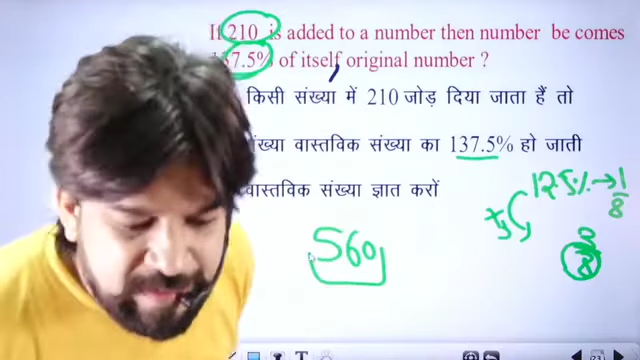 If 210 is added to a number then number be comes
137.5% of itself original number ?
किसी संख्या में 210 जोड़ दिया जाता हैं तो
संख्या वास्तविक संख्या का 137.5% हो जाती
वास्तविक संख्या ज्ञात करों
12.5% → 1/8
560